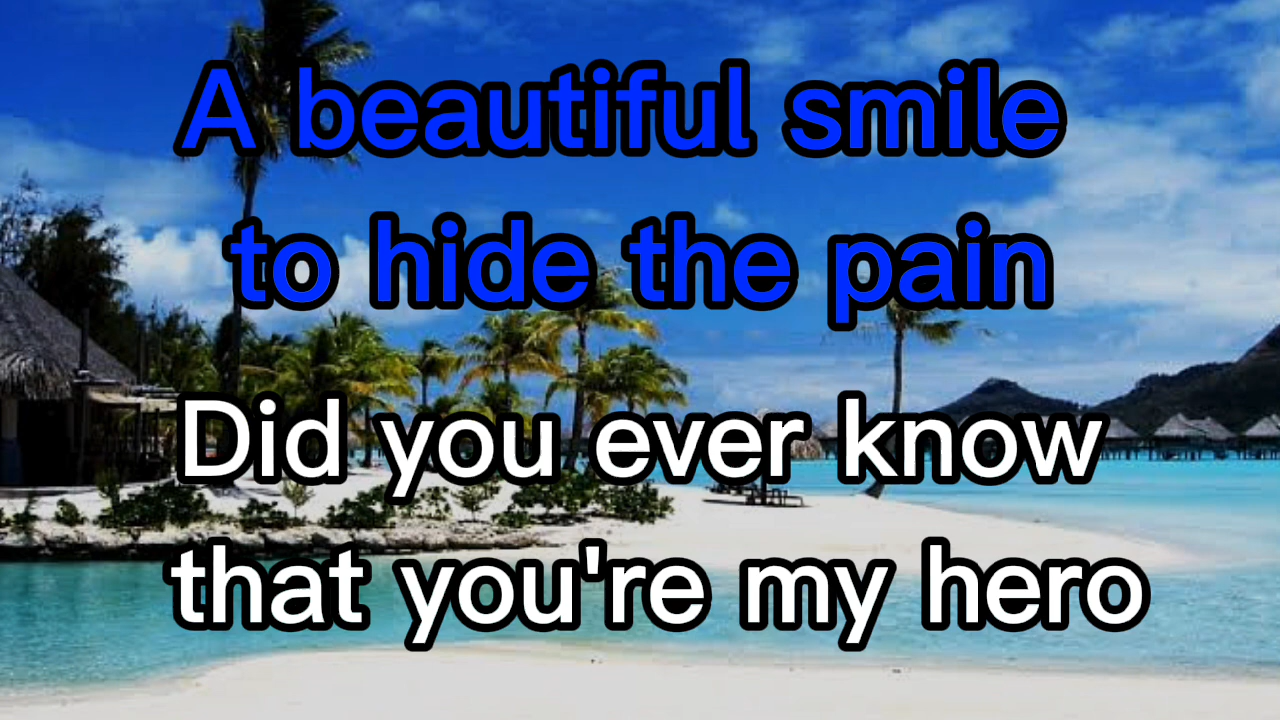 A beautiful smile
to hide the pain
Did you ever know
that you're my hero